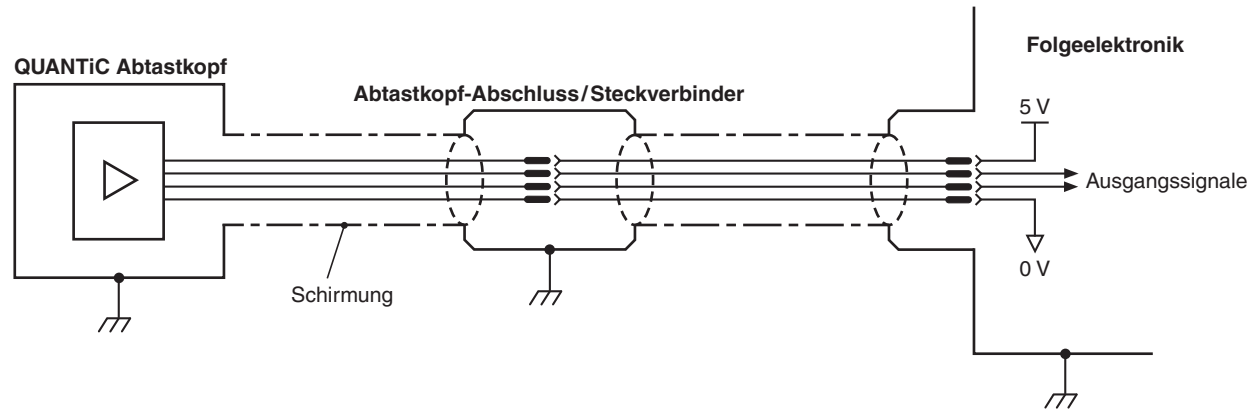 Folgeelektronik
QUANTiC Abtastkopf
Abtastkopf-Abschluss/Steckverbinder
5 V
Ausgangssignale
0 V
Schirmung